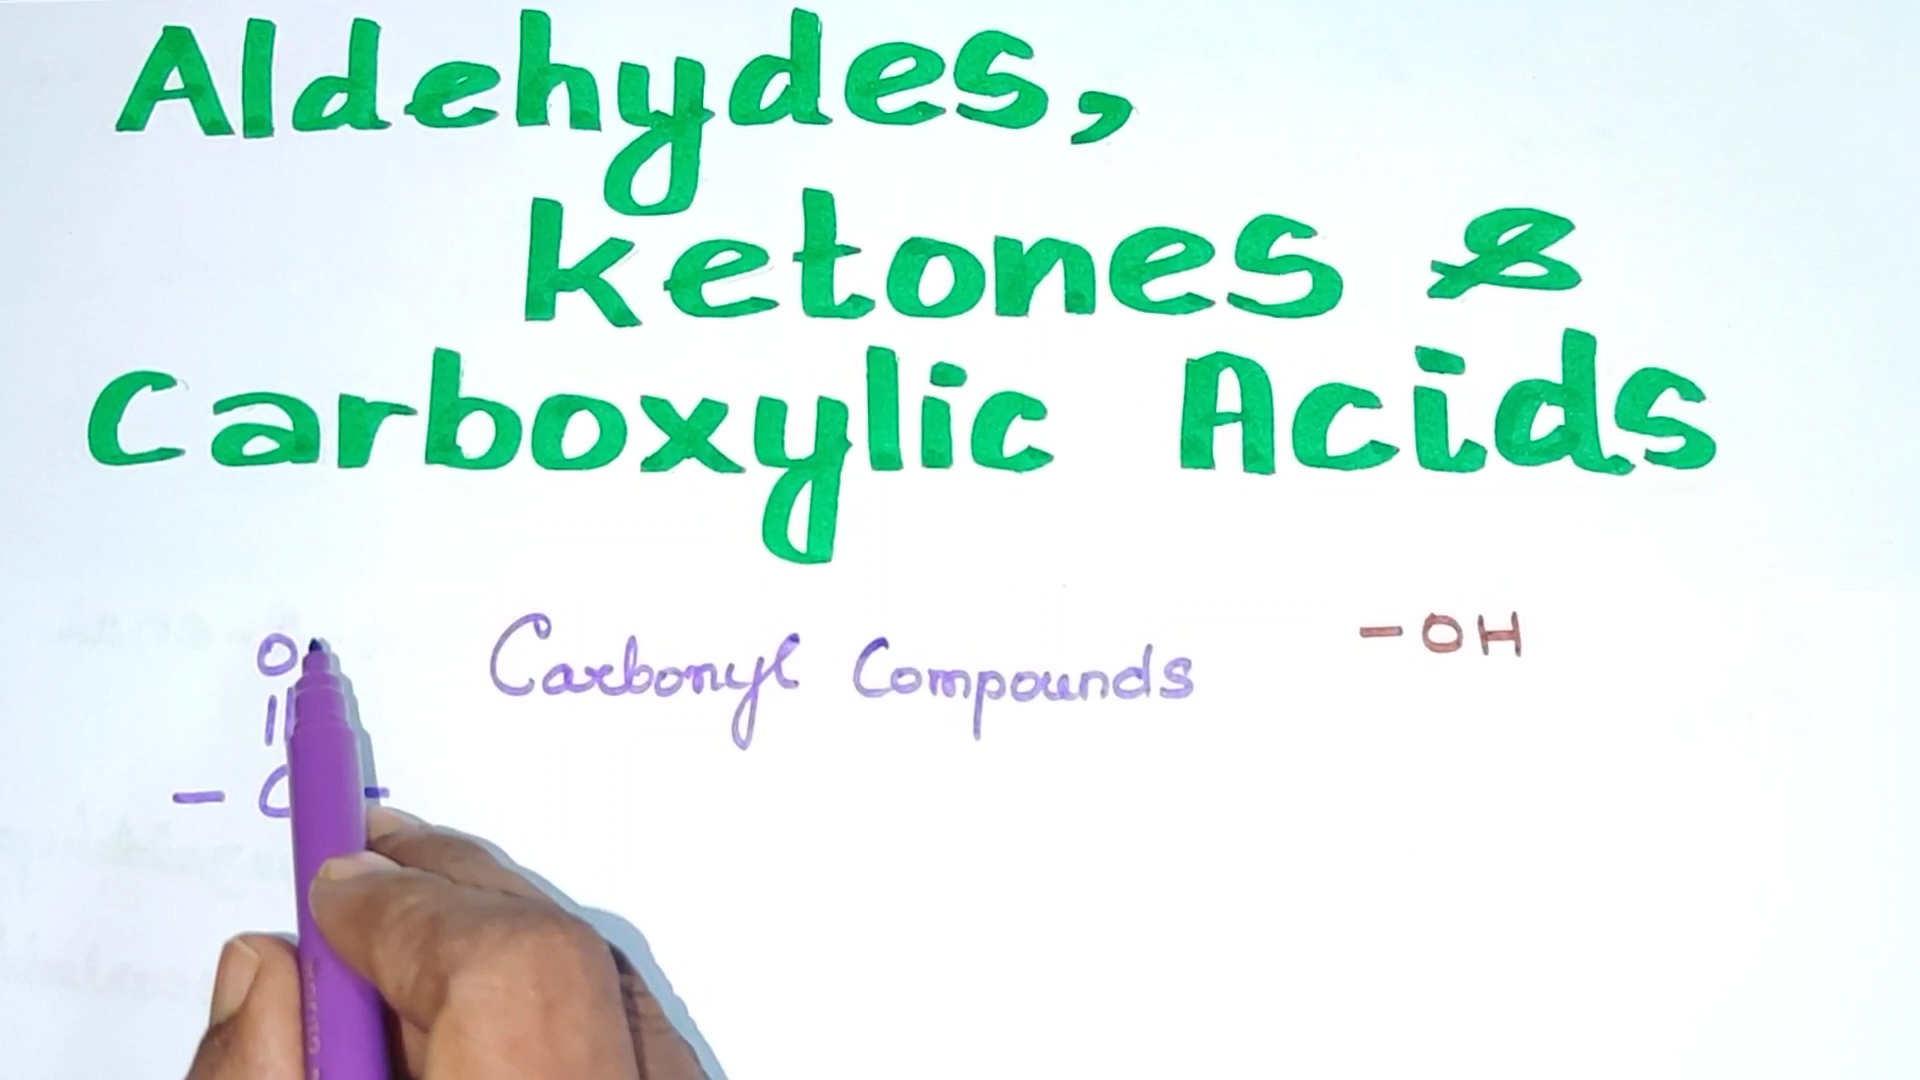 Aldehydes,
ketones &
Carboxylic Acids
O
||
- C -
Carbonyl Compounds
- OH